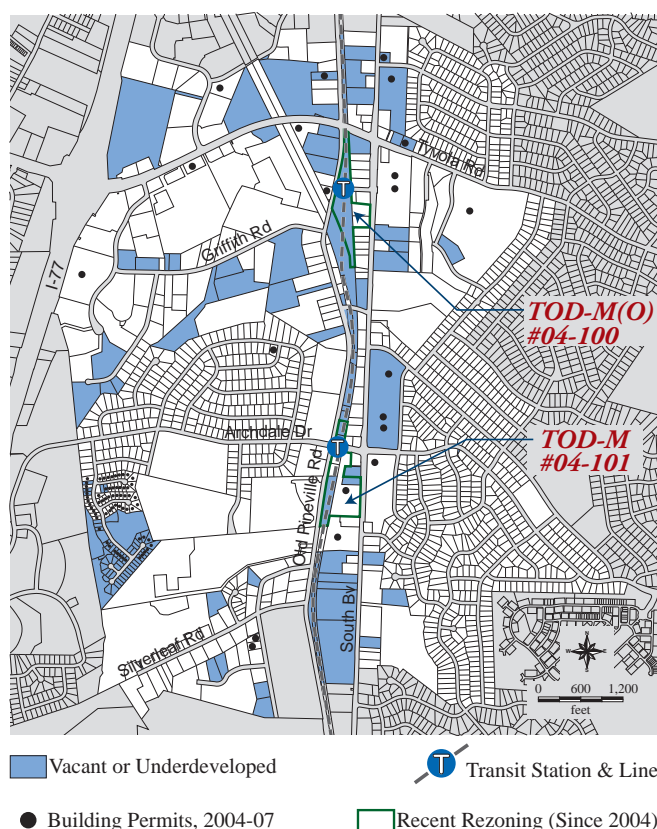 Tyvola Rd
T
Griffith Rd
I-77
TOD-M(O)
#04-100
Archdale Dr
T
TOD-M
#04-101
Old Pineville Rd
South Bv
Silverleaf Rd
N
W E
S
0 600 1,200
feet
Vacant or Underdeveloped
T Transit Station & Line
Building Permits, 2004-07
Recent Rezoning (Since 2004)